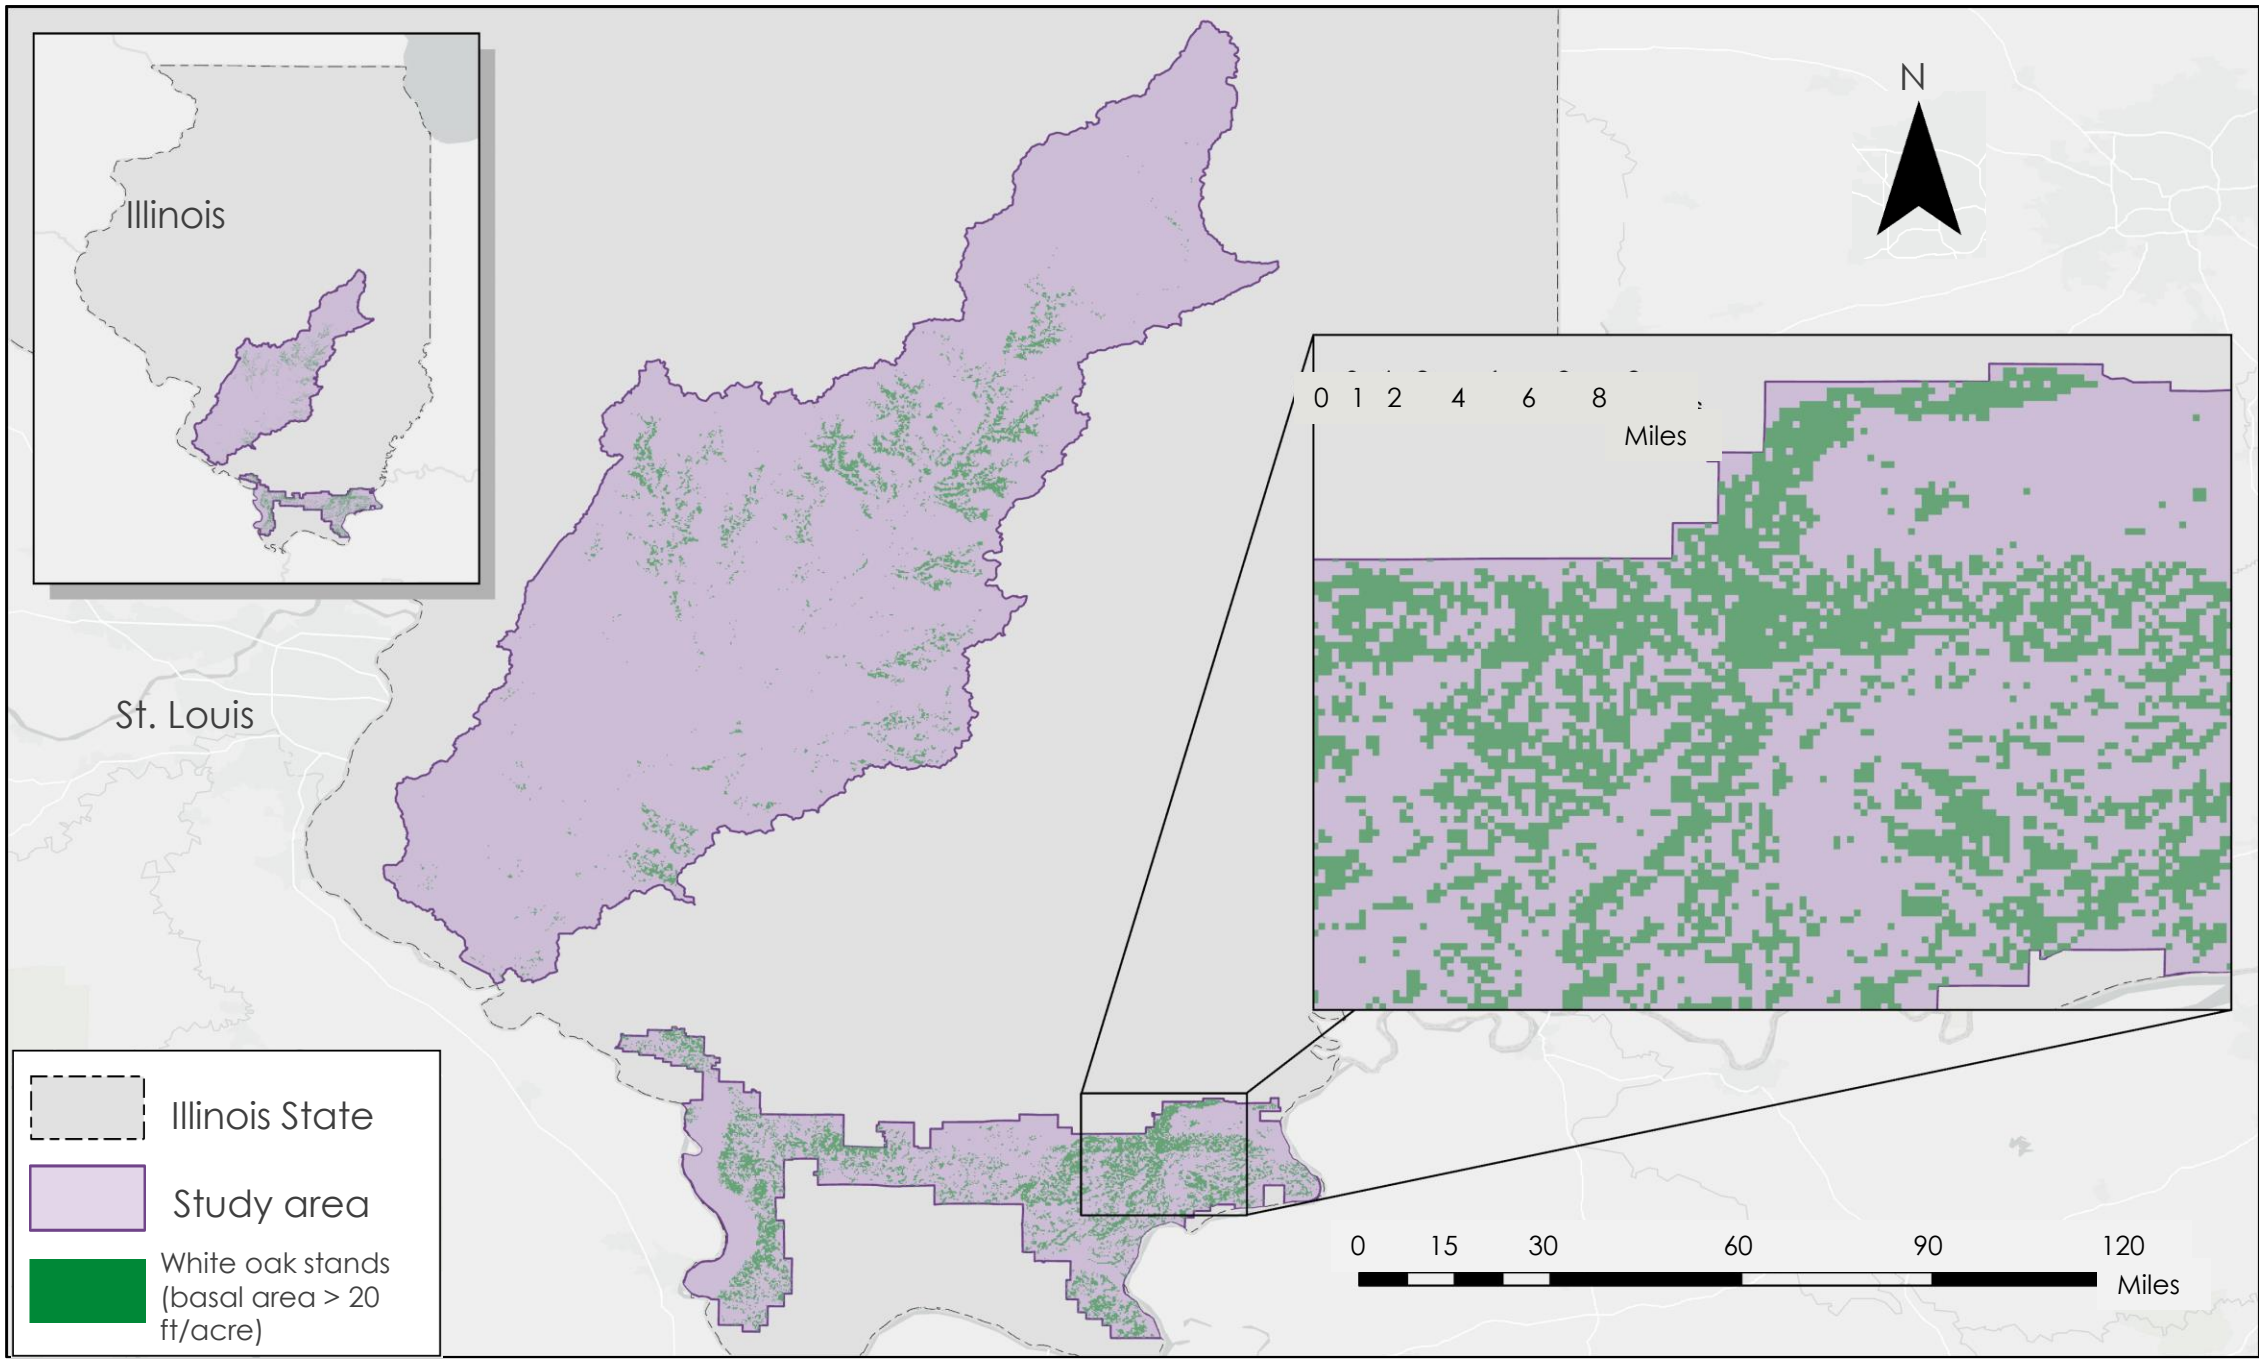 Illinois
N
0 1 2 4 6 8
Miles
St. Louis
Illinois State
Study area
White oak stands
(basal area > 20
ft/acre)
0 15 30 60 90 120
Miles